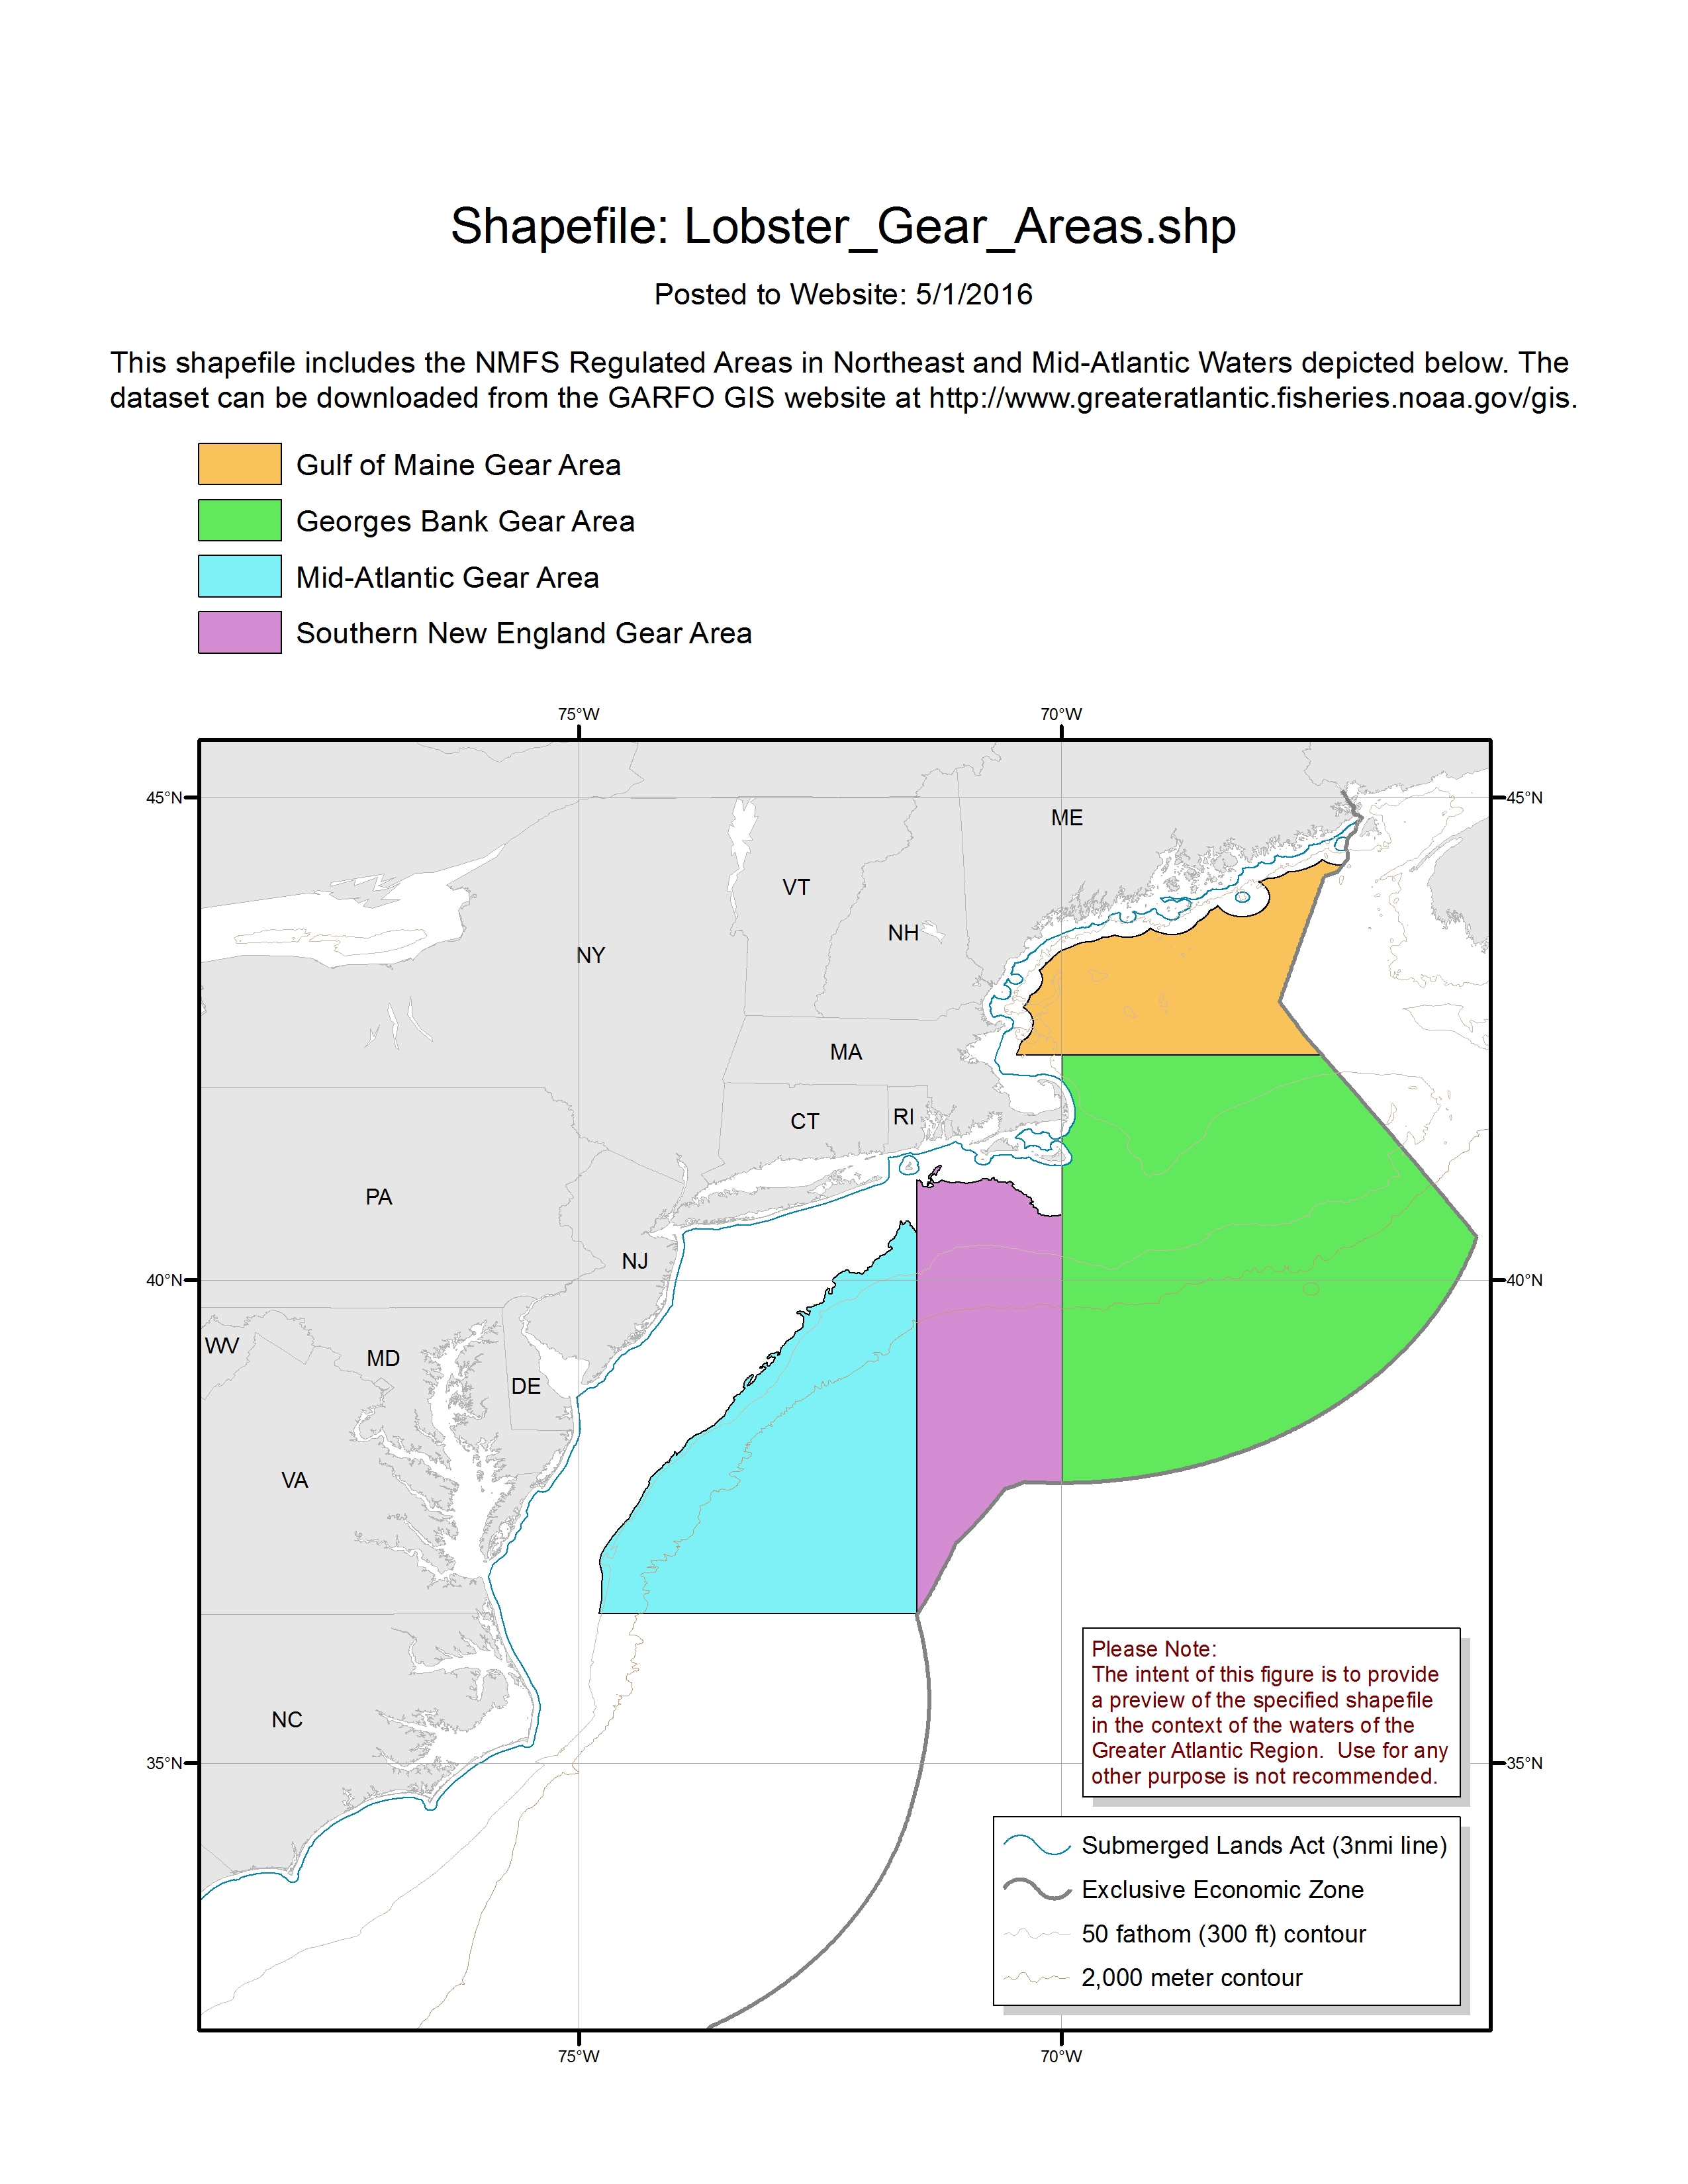 Shapefile: Lobster_Gear_Areas.shp
Posted to Website: 5/1/2016
This shapefile includes the NMFS Regulated Areas in Northeast and Mid-Atlantic Waters depicted below. The
dataset can be downloaded from the GARFO GIS website at http://www.greateratlantic.fisheries.noaa.gov/gis.
Gulf of Maine Gear Area
Georges Bank Gear Area
Mid-Atlantic Gear Area
Southern New England Gear Area
75°W
70°W
45°N
45°N
ME
VT
NH
NY
MA
CT
RI
PA
NJ
40°N
40°N
WV
MD
DE
VA
NC
35°N
35°N
Please Note:
The intent of this figure is to provide
a preview of the specified shapefile
in the context of the waters of the
Greater Atlantic Region. Use for any
other purpose is not recommended.
Submerged Lands Act (3nmi line)
Exclusive Economic Zone
50 fathom (300 ft) contour
2,000 meter contour
75°W
70°W